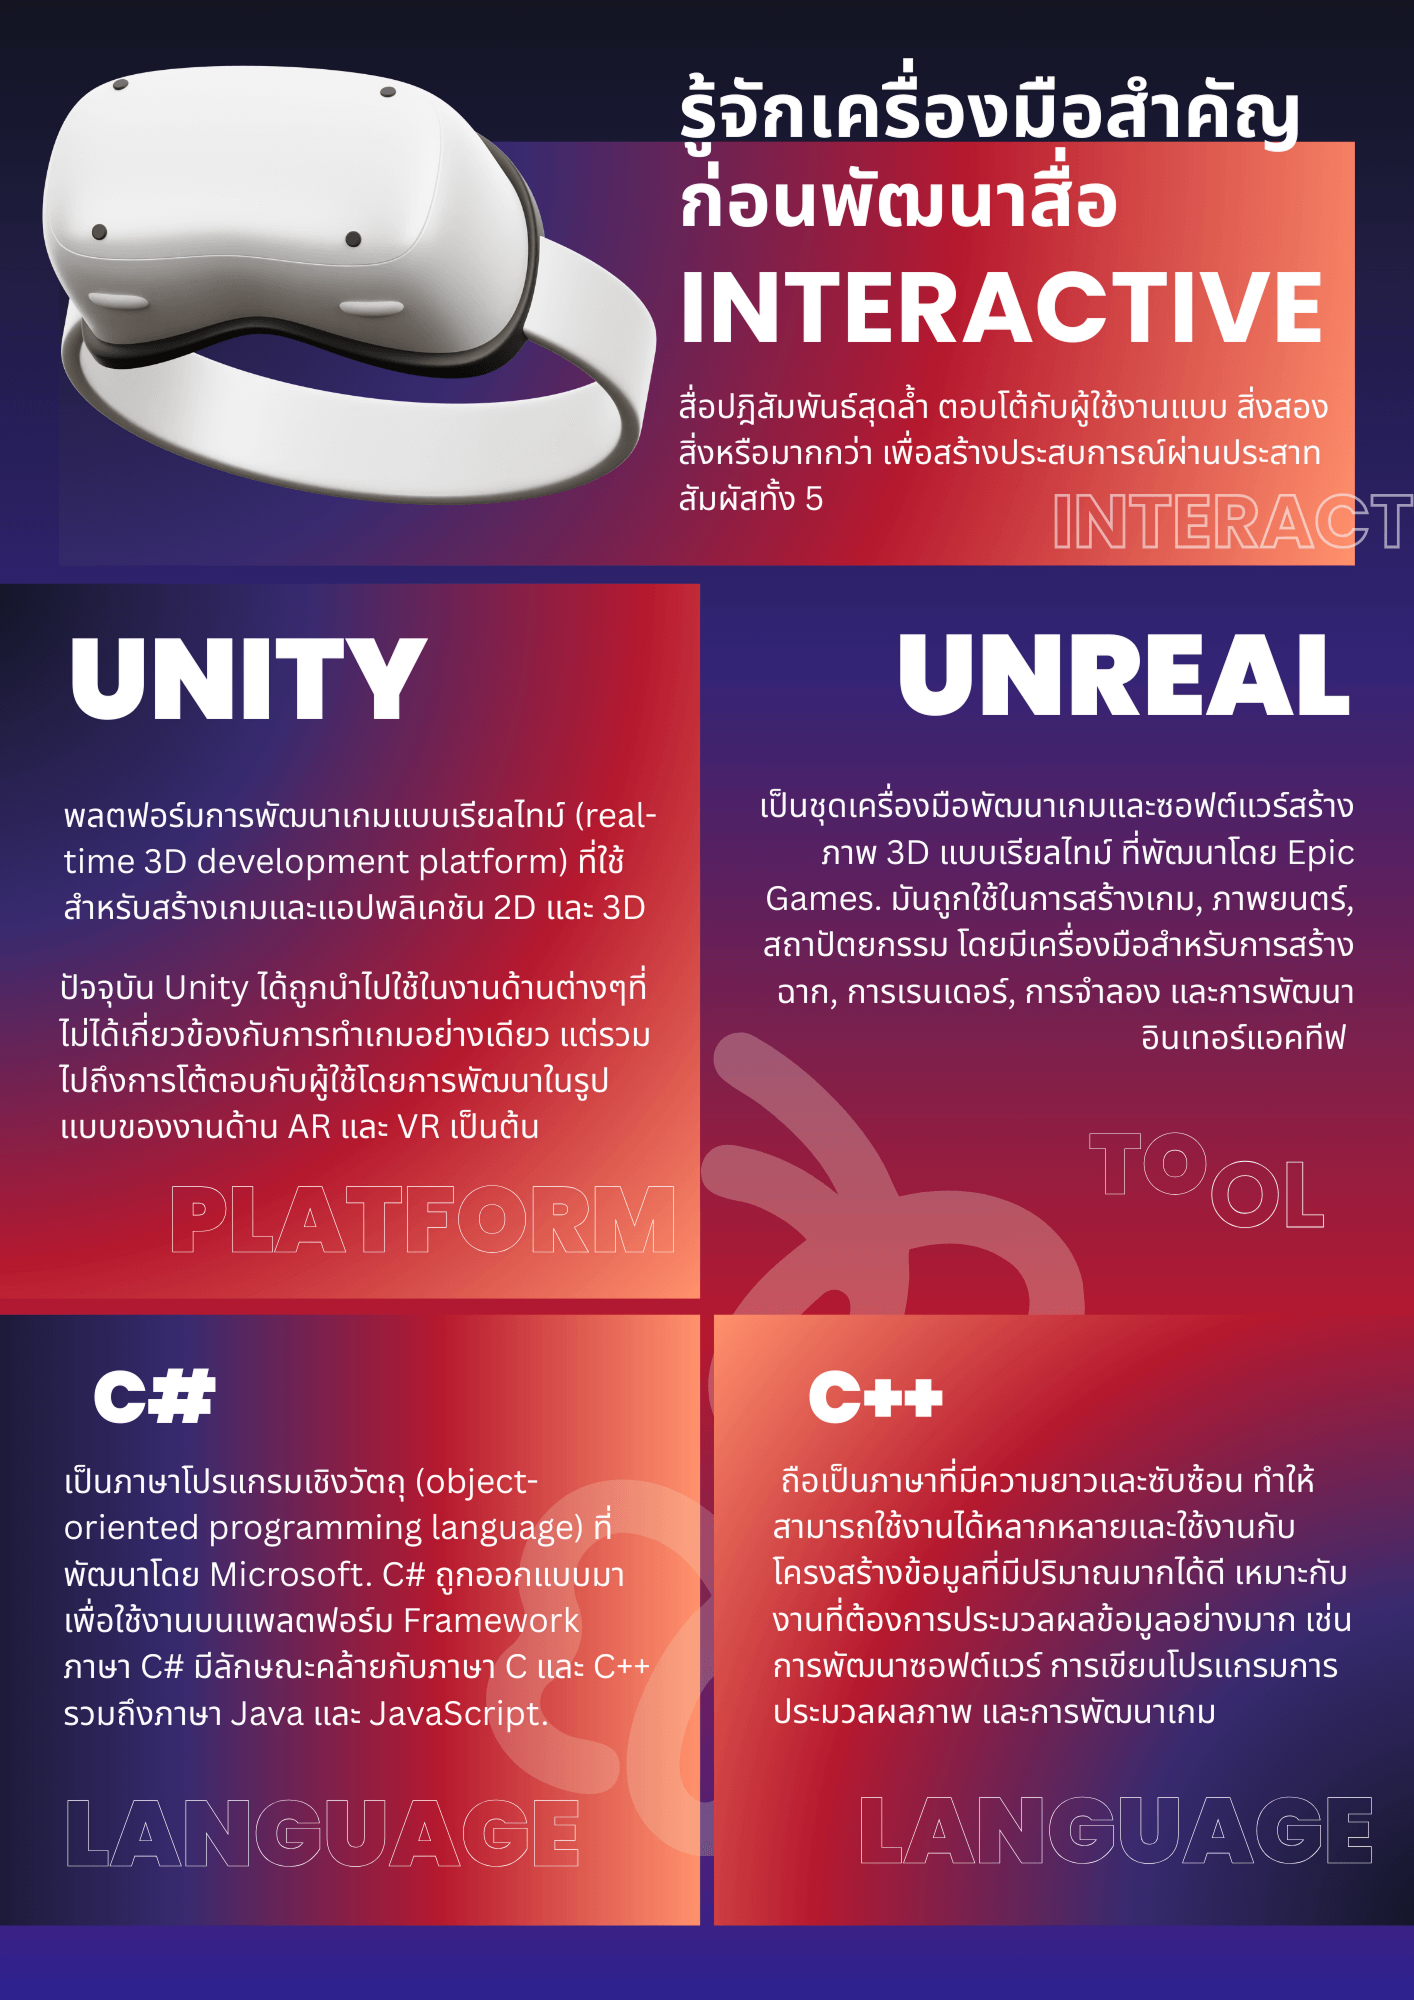 รู้จักเครื่องมือสำคัญ
ก่อนพัฒนาสื่อ
INTERACTIVE
สื่อปฎิสัมพันธ์สุดล้ำ ตอบโต้กับผู้ใช้งานแบบ สิ่งสอง
สิ่งหรือมากกว่า เพื่อสร้างประสบการณ์ผ่านประสาท
สัมผัสทั้ง 5
INTERACT
UNITY
พลตฟอร์มการพัฒนาเกมแบบเรียลไทม์ (real-
time 3D development platform) ที่ใช้
สำหรับสร้างเกมและแอปพลิเคชัน 2D และ 3D
ปัจจุบัน Unity ได้ถูกนำไปใช้ในงานด้านต่างๆที่
ไม่ได้เกี่ยวข้องกับการทำเกมอย่างเดียว แต่รวม
ไปถึงการโต้ตอบกับผู้ใช้โดยการพัฒนาในรูป
แบบของงานด้าน AR และ VR เป็นต้น
PLATFORM
UNREAL
เป็นชุดเครื่องมือพัฒนาเกมและซอฟต์แวร์สร้าง
ภาพ 3D แบบเรียลไทม์ ที่พัฒนาโดย Epic
Games. มันถูกใช้ในการสร้างเกม, ภาพยนตร์,
สถาปัตยกรรม โดยมีเครื่องมือสำหรับการสร้าง
ฉาก, การเรนเดอร์, การจำลอง และการพัฒนา
อินเทอร์แอคทีฟ
TOOL
C#
เป็นภาษาโปรแกรมเชิงวัตถุ (object-
oriented programming language) ที่
พัฒนาโดย Microsoft. C# ถูกออกแบบมา
เพื่อใช้งานบนแพลตฟอร์ม Framework
ภาษา C# มีลักษณะคล้ายกับภาษา C และ C++
รวมถึงภาษา Java และ JavaScript.
LANGUAGE
C++
ถือเป็นภาษาที่มีความยาวและซับซ้อน ทำให้
สามารถใช้งานได้หลากหลายและใช้งานกับ
โครงสร้างข้อมูลที่มีปริมาณมากได้ดี เหมาะกับ
งานที่ต้องการประมวลผลข้อมูลอย่างมาก เช่น
การพัฒนาซอฟต์แวร์ การเขียนโปรแกรมการ
ประมวลผลภาพ และการพัฒนาเกม
LANGUAGE